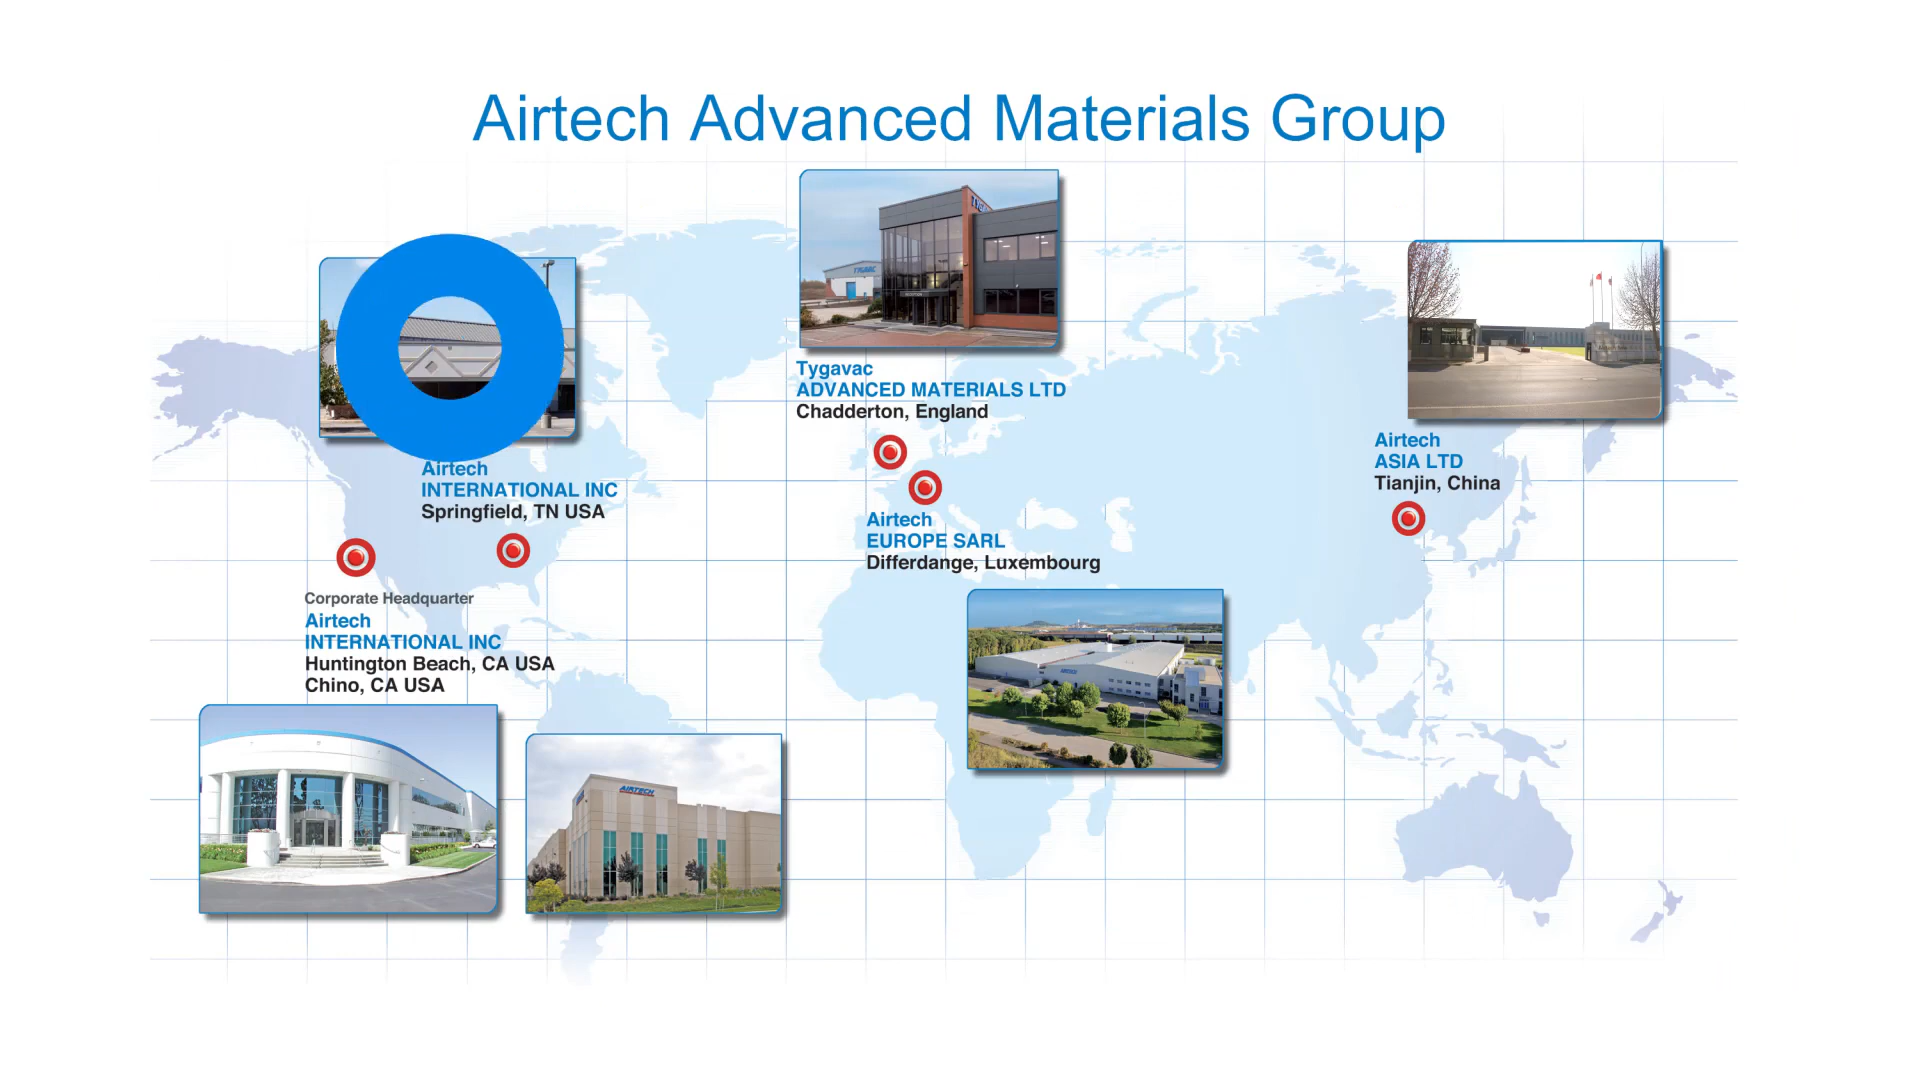 Airtech Advanced Materials Group
Tygavac
ADVANCED MATERIALS LTD
Chadderton, England
Airtech
ASIA LTD
Tianjin, China
Airtech
INTERNATIONAL INC
Springfield, TN USA
Airtech
EUROPE SARL
Differdange, Luxembourg
Corporate Headquarter
Airtech
INTERNATIONAL INC
Huntington Beach, CA USA
Chino, CA USA
AIRTECH